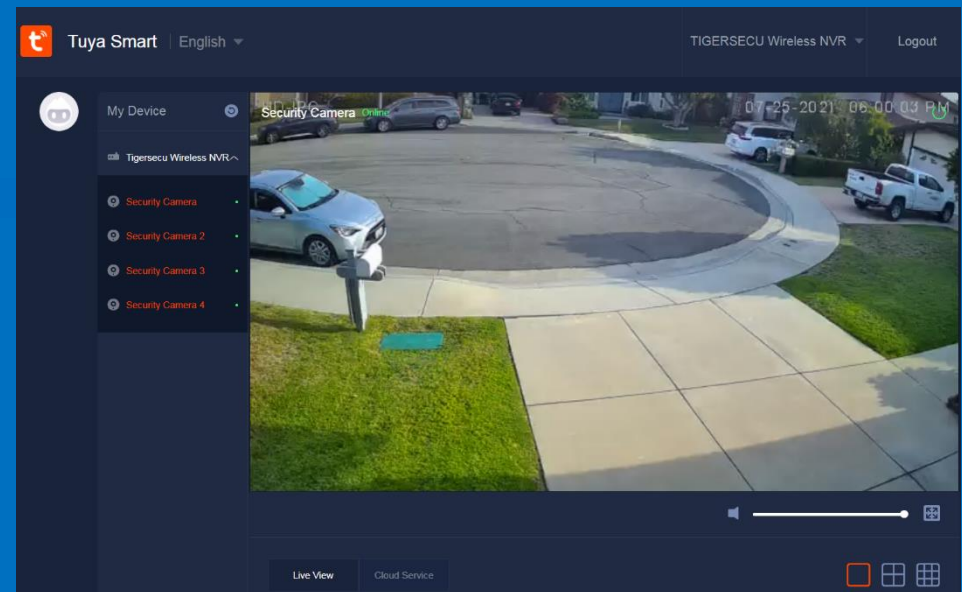 Tuya Smart
English
TIGERSECU Wireless NVR
Logout
My Device
Tigersecu Wireless NVR
Security Camera
Security Camera 2
Security Camera 3
Security Camera 4
Security Camera Online
07-25-2021 06:00:03 PM
Live View
Cloud Service